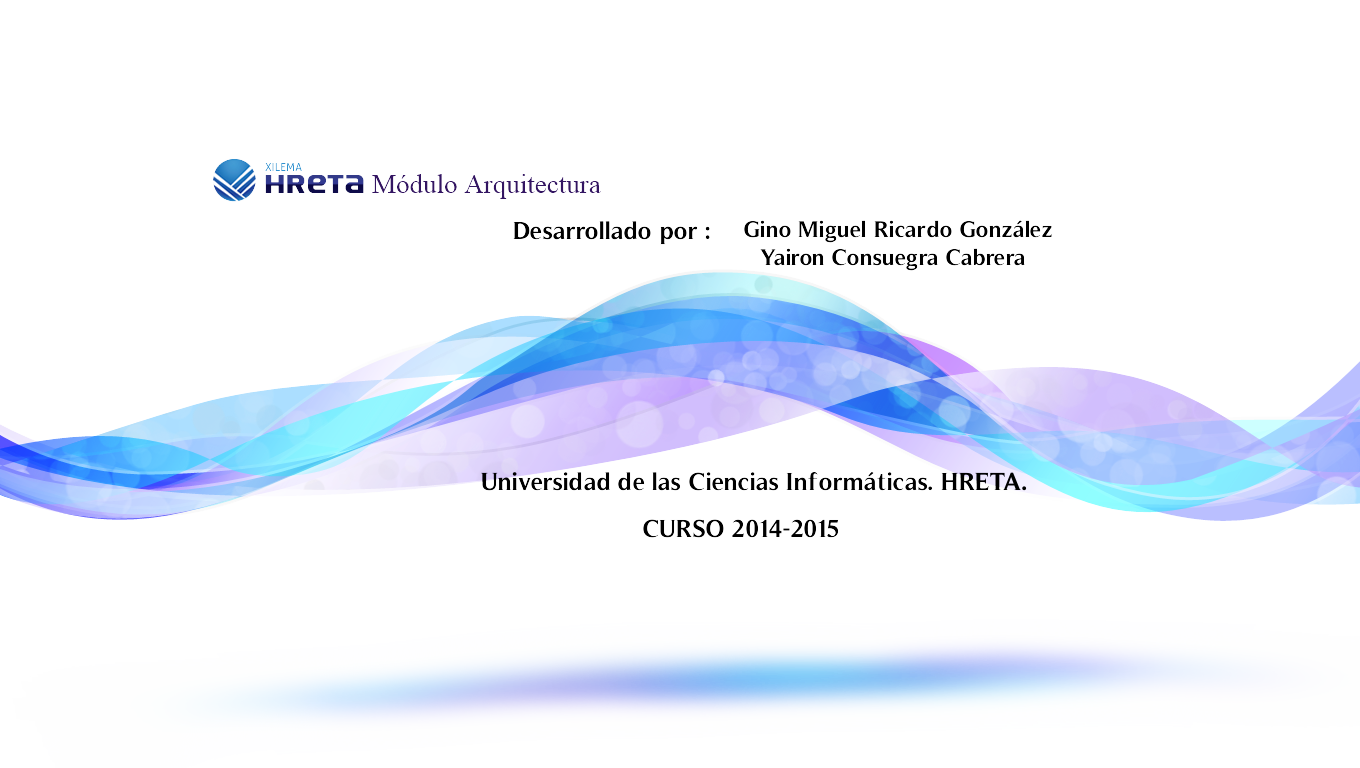 XILEMA
HRETA Módulo Arquitectura
Desarrollado por : Gino Miguel Ricardo González
Yairon Consuegra Cabrera
Universidad de las Ciencias Informáticas. HRETA.
CURSO 2014-2015